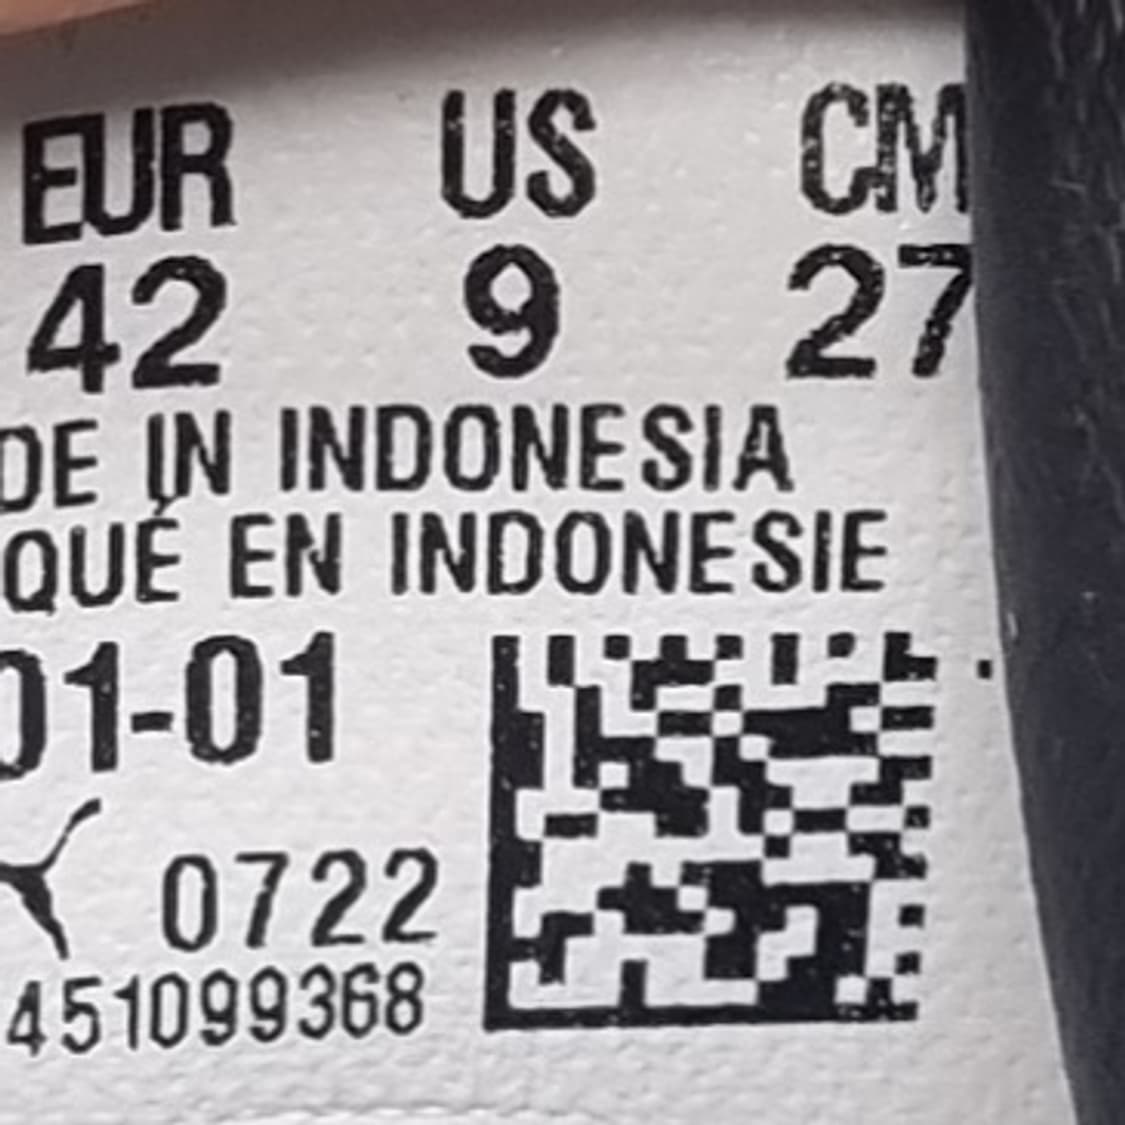 EUR US CM
42 9 27
DE IN INDONESIA
QUÉ EN INDONESIE
01-01
0722
451099368